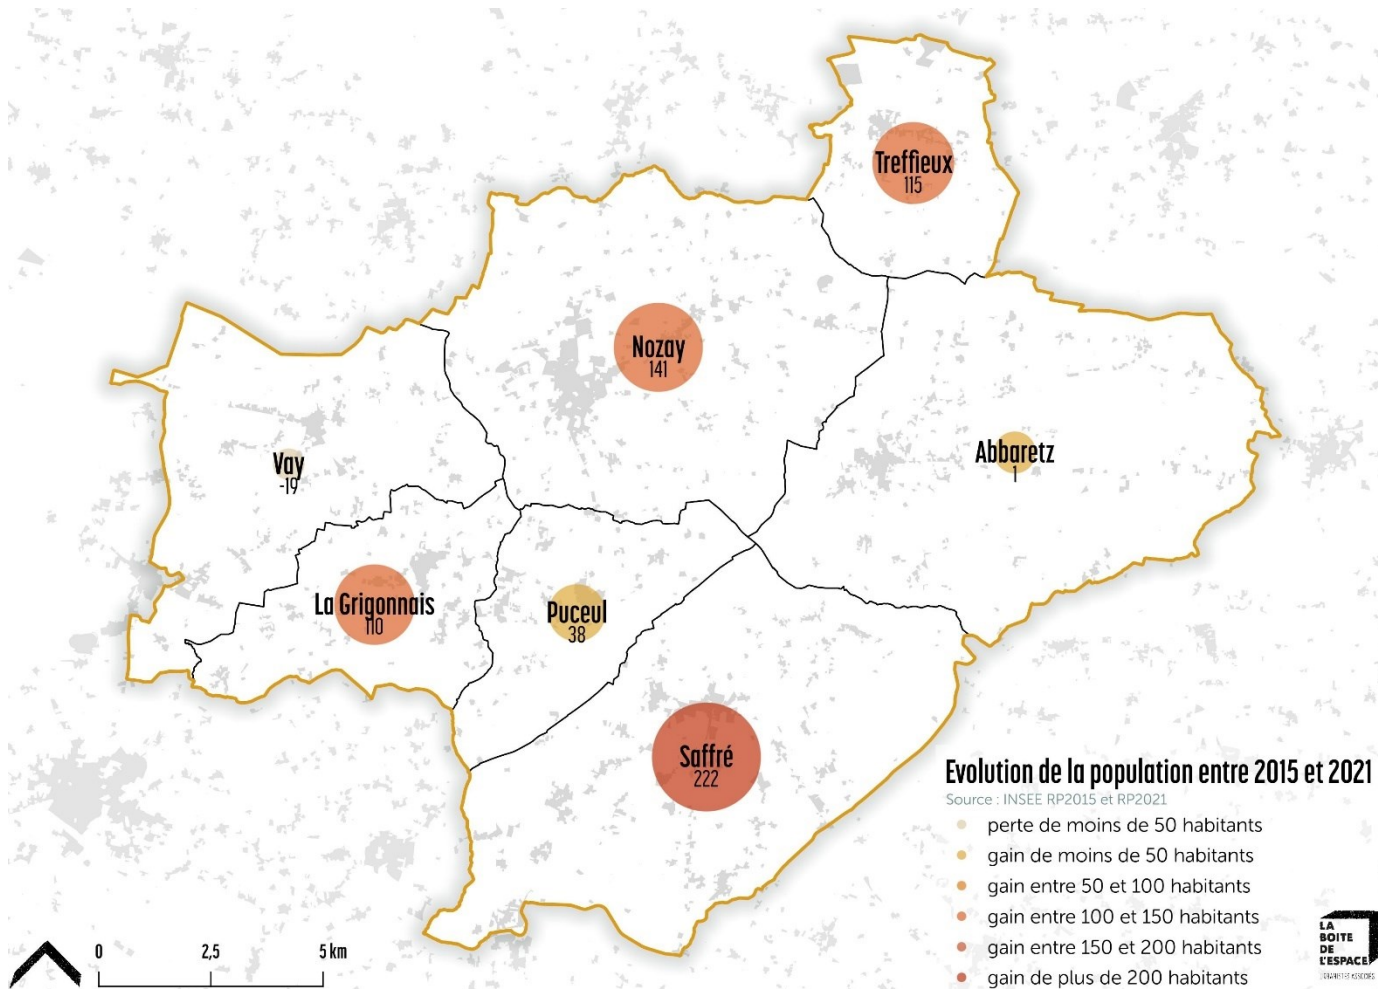 Treffieux
115
Nozay
141
Abbaretz
1
Vay
-19
La Grigonnais
110
Puceul
38
Saffré
222
Evolution de la population entre 2015 et 2021
Source : INSEE RP2015 et RP2021
perte de moins de 50 habitants
gain de moins de 50 habitants
gain entre 50 et 100 habitants
gain entre 100 et 150 habitants
gain entre 150 et 200 habitants
gain de plus de 200 habitants
0 2,5 5 km
LA
BOITE
DE
L'ESPACE